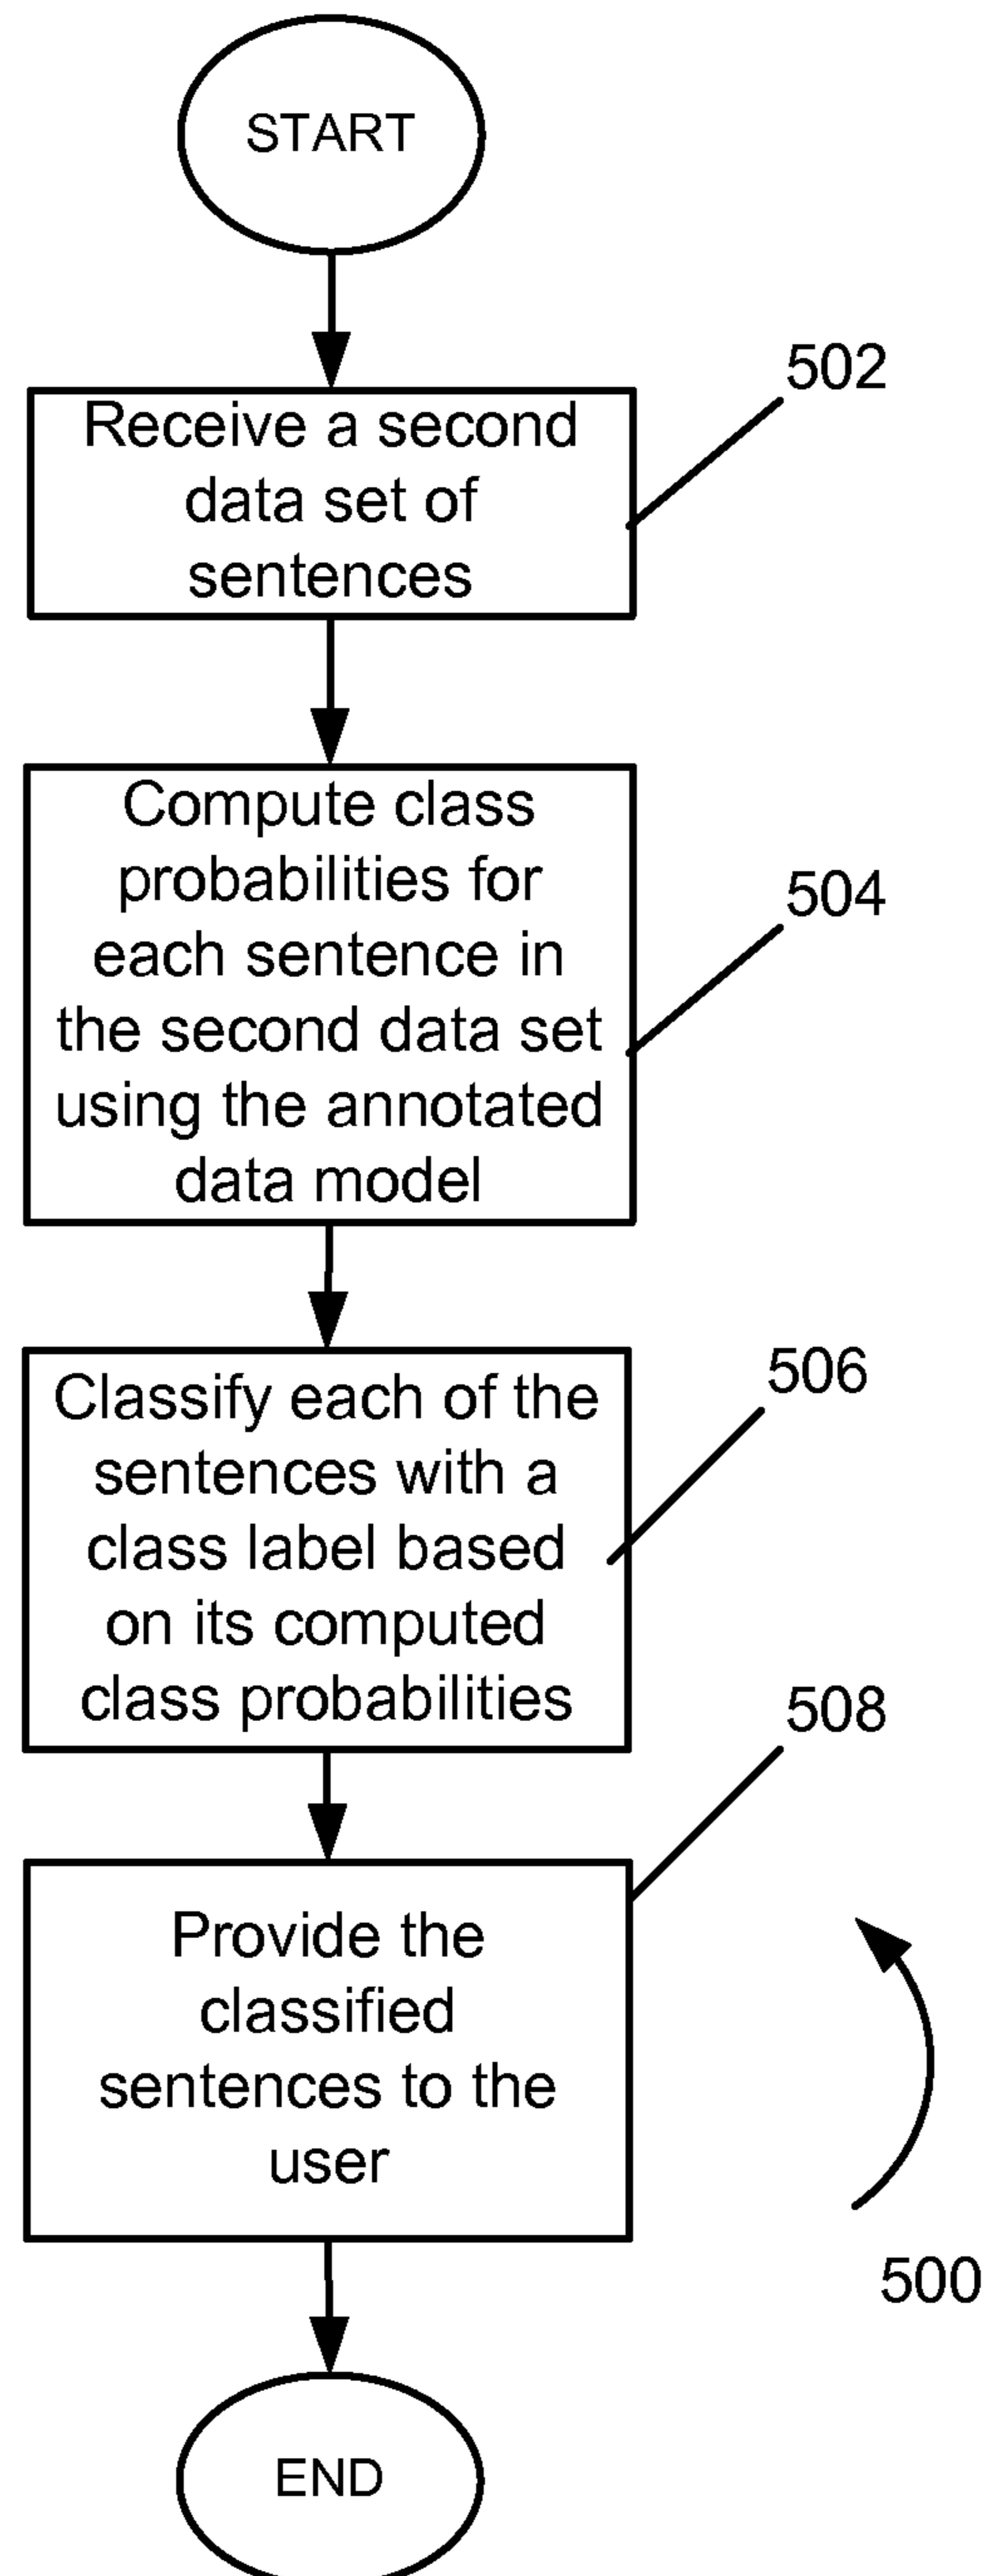 START
502
Receive a second
data set of
sentences
504
Compute class
probabilities for
each sentence in
the second data set
using the annotated
data model
506
Classify each of the
sentences with a
class label based
on its computed
class probabilities
508
Provide the
classified
sentences to the
user
500
END